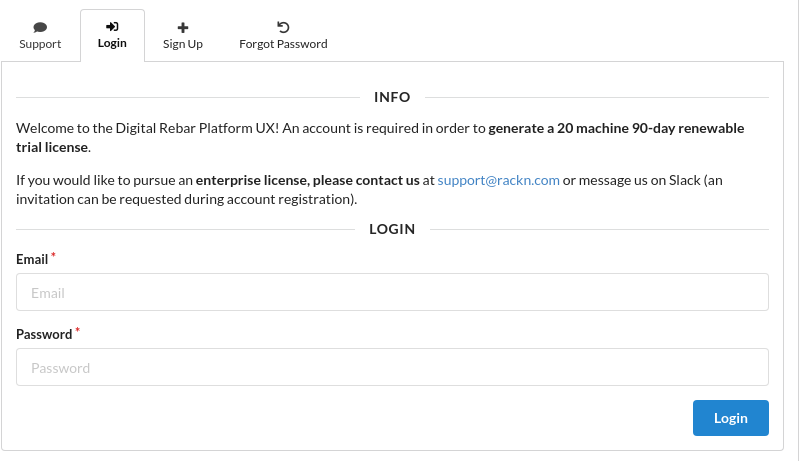 Support
Login
Sign Up
Forgot Password
INFO
Welcome to the Digital Rebar Platform UX! An account is required in order to generate a 20 machine 90-day renewable
trial license.
If you would like to pursue an enterprise license, please contact us at support@rackn.com or message us on Slack (an
invitation can be requested during account registration).
LOGIN
Email *
Email
Password *
Password
Login